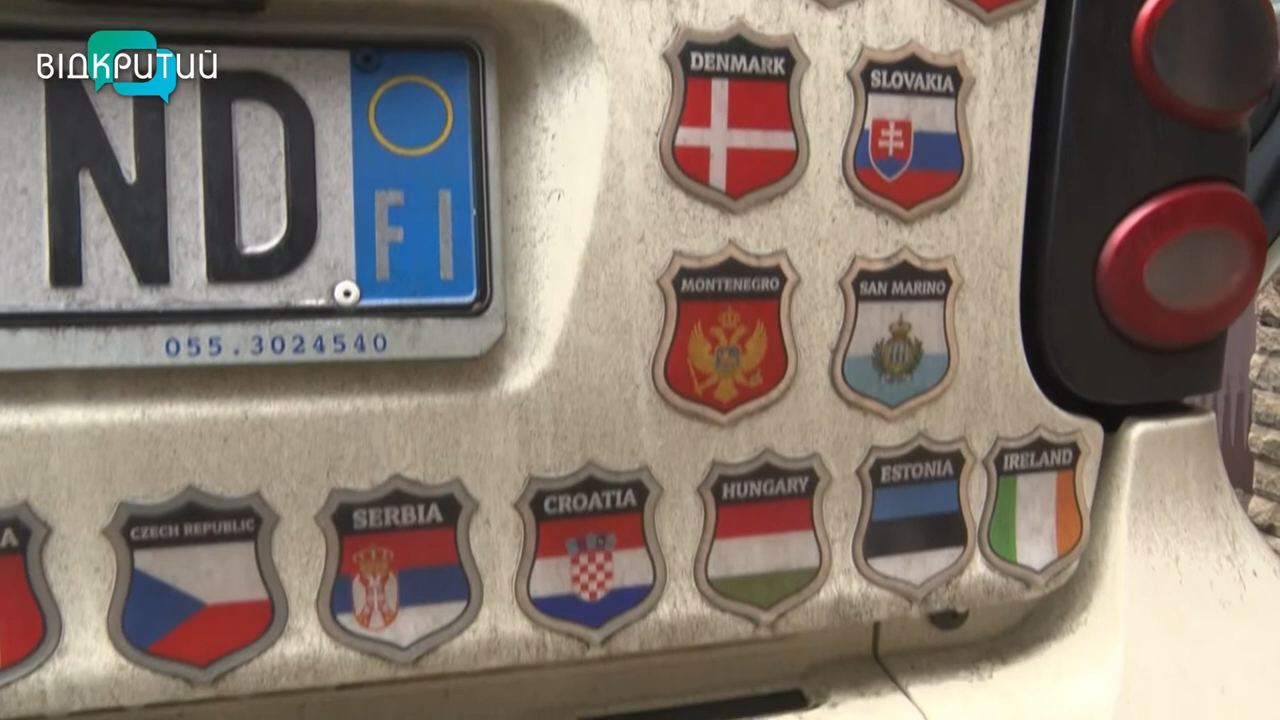 ВІДКРИТИЙ
ND
FI
055.3024540
DENMARK
SLOVAKIA
MONTENEGRO
SAN MARINO
A
CZECH REPUBLIC
SERBIA
CROATIA
HUNGARY
ESTONIA
IRELAND